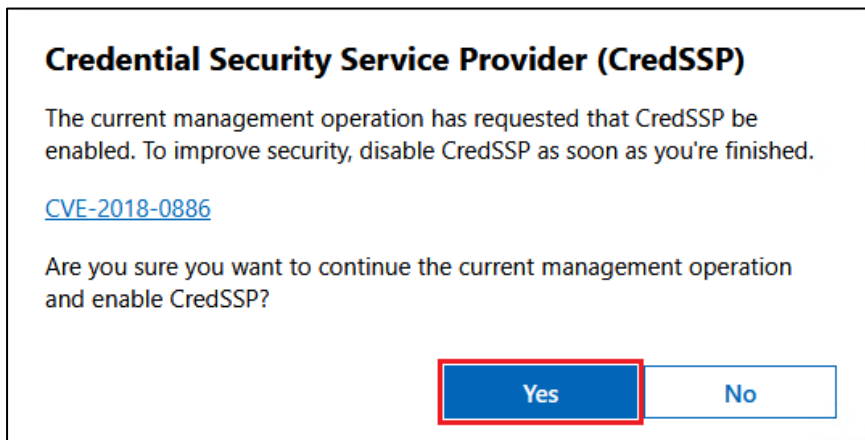 Credential Security Service Provider (CredSSP)
The current management operation has requested that CredSSP be
enabled. To improve security, disable CredSSP as soon as you're finished.
CVE-2018-0886
Are you sure you want to continue the current management operation
and enable CredSSP?
Yes
No